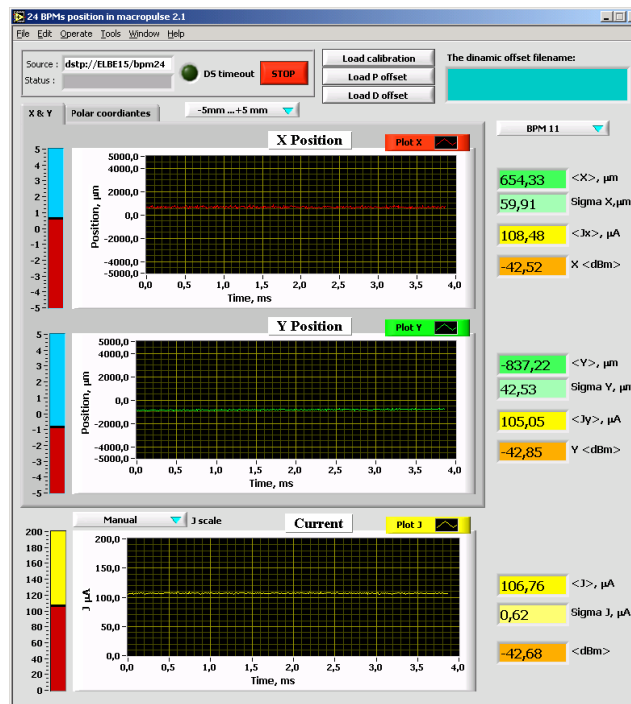 24 BPMs position in macropulse 2.1
File Edit Operate Tools Window Help
Source : dstp://ELBE15/bpm24
Status :
DS timeout
STOP
Load calibration
Load P offset
Load D offset
The dinamic offset filename:
X & Y
Polar coordiantes
-5mm ...+5 mm
BPM 11
X Position
Plot X
5
4
3
2
1
0
-1
-2
-3
-4
-5
Position, µm
5000,0
4000,0
2000,0
0,0
-2000,0
-4000,0
-5000,0
0,0 0,5 1,0 1,5 2,0 2,5 3,0 3,5 4,0
Time, ms
654,33 <X>, µm
59,91 Sigma X,µm
108,48 <Jx>, µA
-42,52 X <dBm>
Y Position
Plot Y
5
4
3
2
1
0
-1
-2
-3
-4
-5
Position, µm
5000,0
4000,0
2000,0
0,0
-2000,0
-4000,0
-5000,0
0,0 0,5 1,0 1,5 2,0 2,5 3,0 3,5 4,0
Time, ms
-837,22 <Y>, µm
42,53 Sigma Y, µm
105,05 <Jy>, µA
-42,85 Y <dBm>
Manual
J scale
Current
Plot J
200
180
160
140
120
100
80
60
40
20
0
J µA
200,0
150,0
100,0
50,0
0,0
0,0 0,5 1,0 1,5 2,0 2,5 3,0 3,5 4,0
Time, ms
106,76 <J>, µA
0,62 Sigma J, µA
-42,68 <dBm>